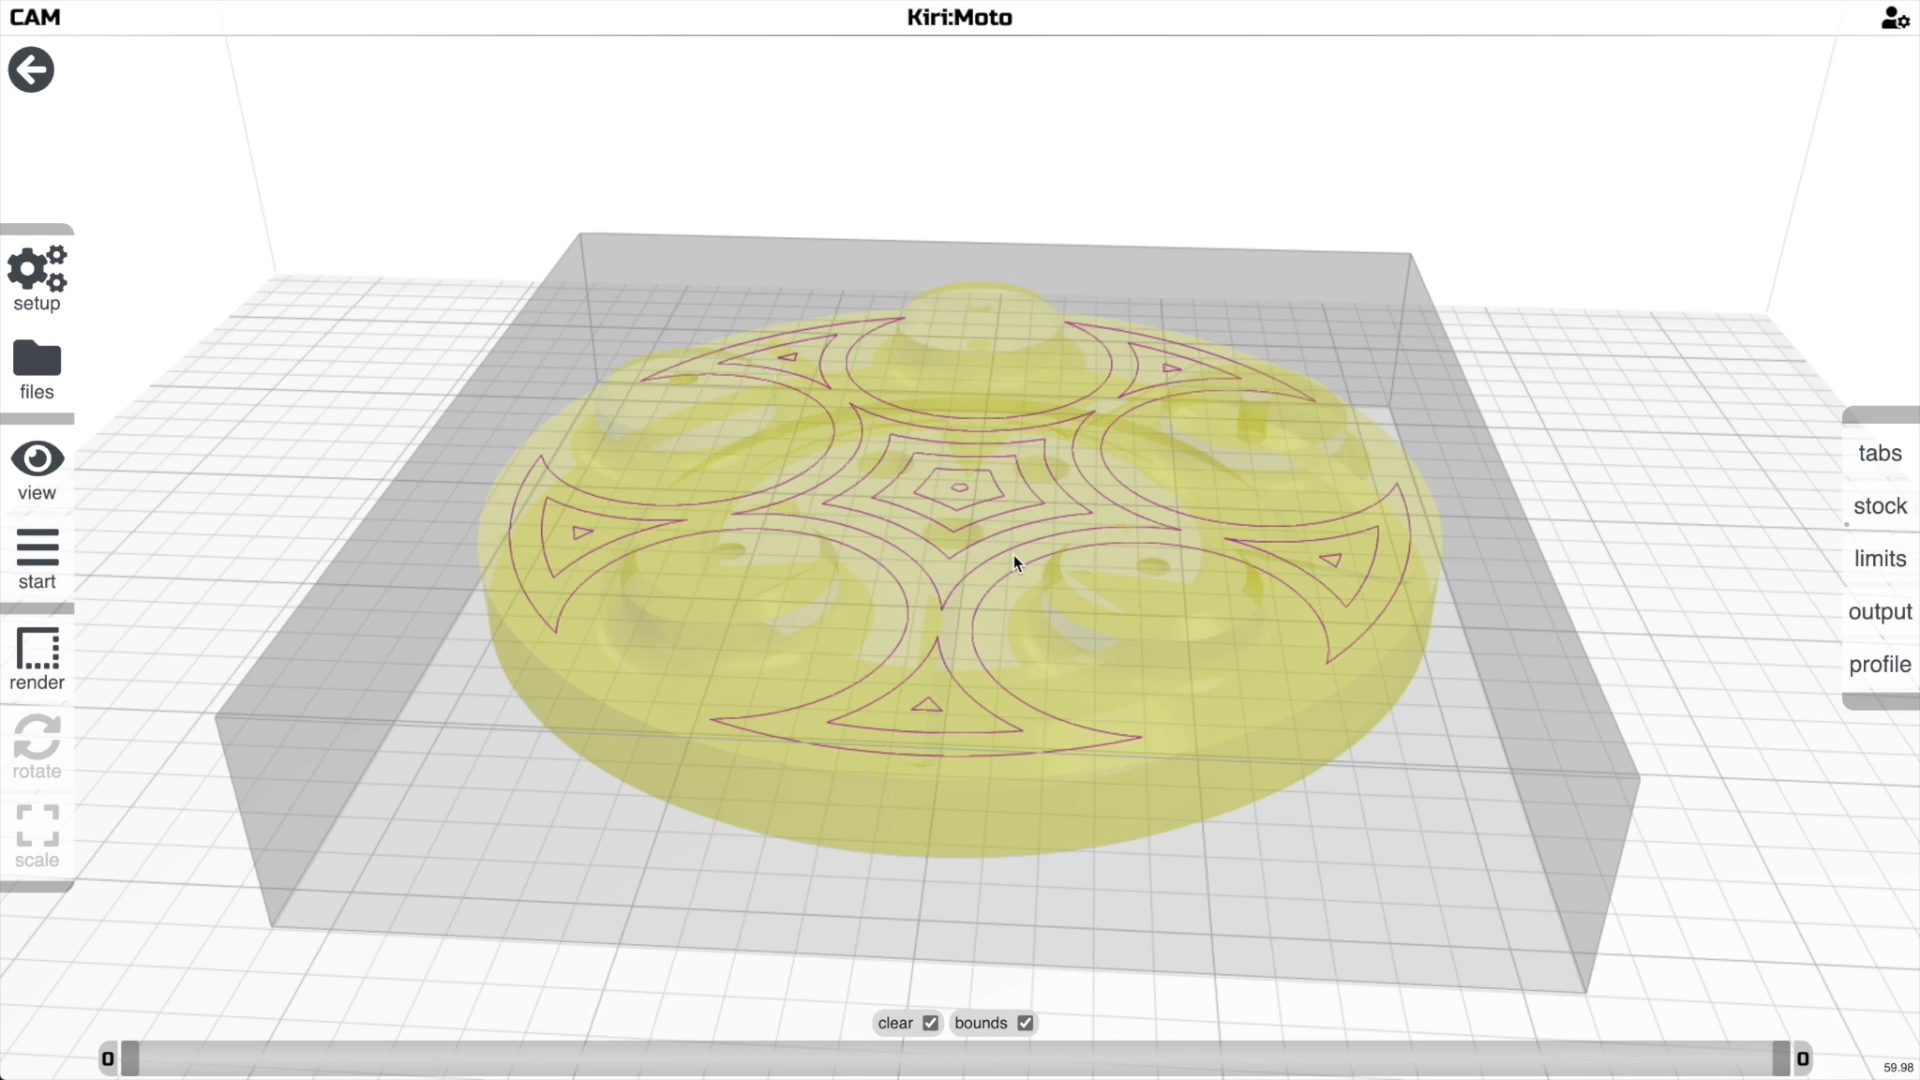 CAM
Kiri:Moto
setup
files
view
start
render
rotate
scale
tabs
stock
limits
output
profile
clear
bounds
0
0
59.98